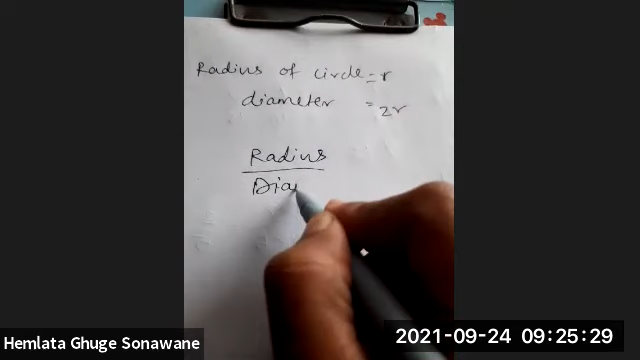 Radius of circle = r
diameter = 2r
Radius
Dia
Hemlata Ghuge Sonawane
2021-09-24 09:25:29